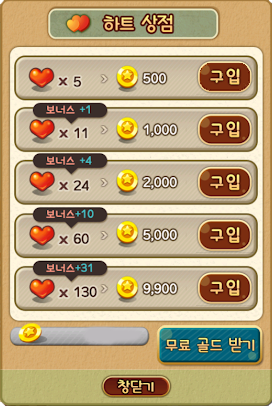 하트 상점
x 5 500 구입
보너스 +1
x 11 1,000 구입
보너스 +4
x 24 2,000 구입
보너스+10
x 60 5,000 구입
보너스+31
x 130 9,900 구입
무료 골드 받기
창닫기